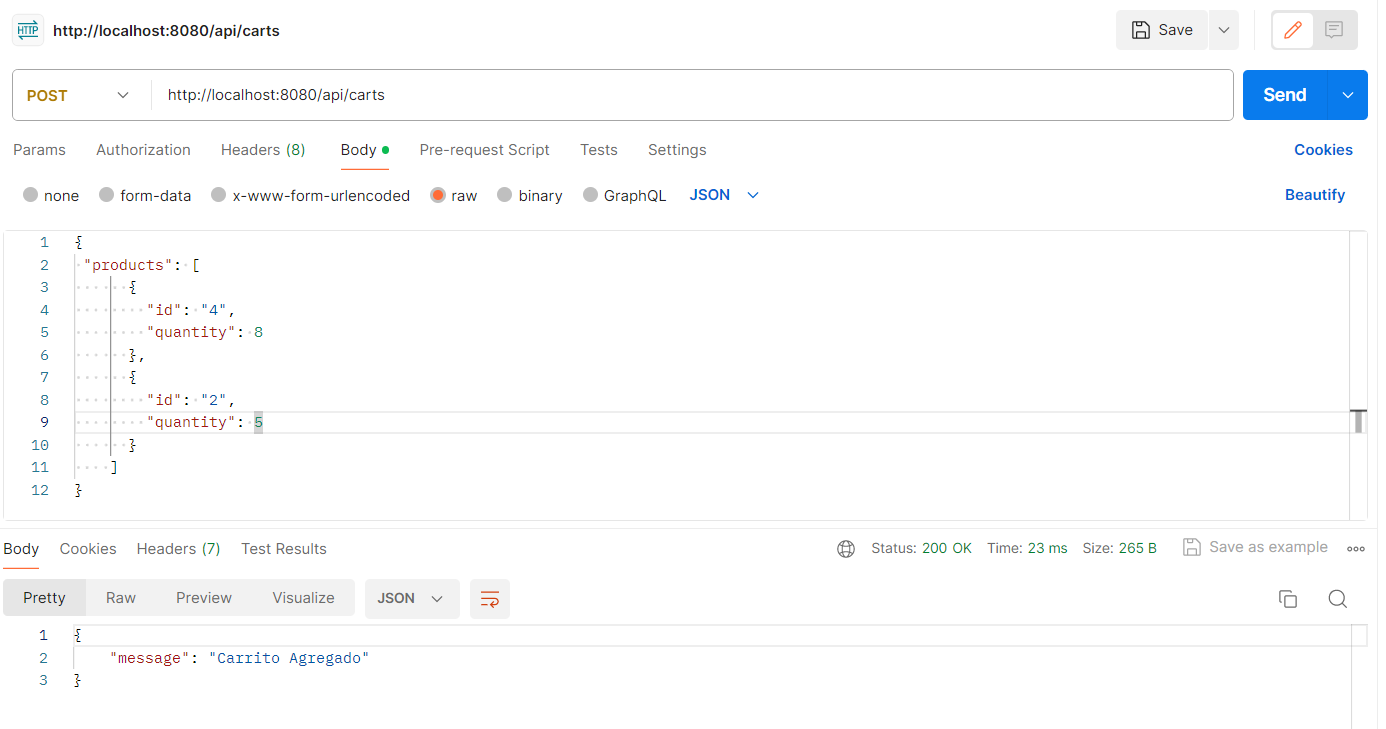 HTTP http://localhost:8080/api/carts Save
POST http://localhost:8080/api/carts Send
Params Authorization Headers (8) Body Pre-request Script Tests Settings Cookies
none form-data x-www-form-urlencoded raw binary GraphQL JSON Beautify
1 {
2 "products": [
3 {
4 "id": "4",
5 "quantity": 8
6 },
7 {
8 "id": "2",
9 "quantity": 5
10 }
11 ]
12 }
Body Cookies Headers (7) Test Results Status: 200 OK Time: 23 ms Size: 265 B Save as example
Pretty Raw Preview Visualize JSON
1 {
2 "message": "Carrito Agregado"
3 }